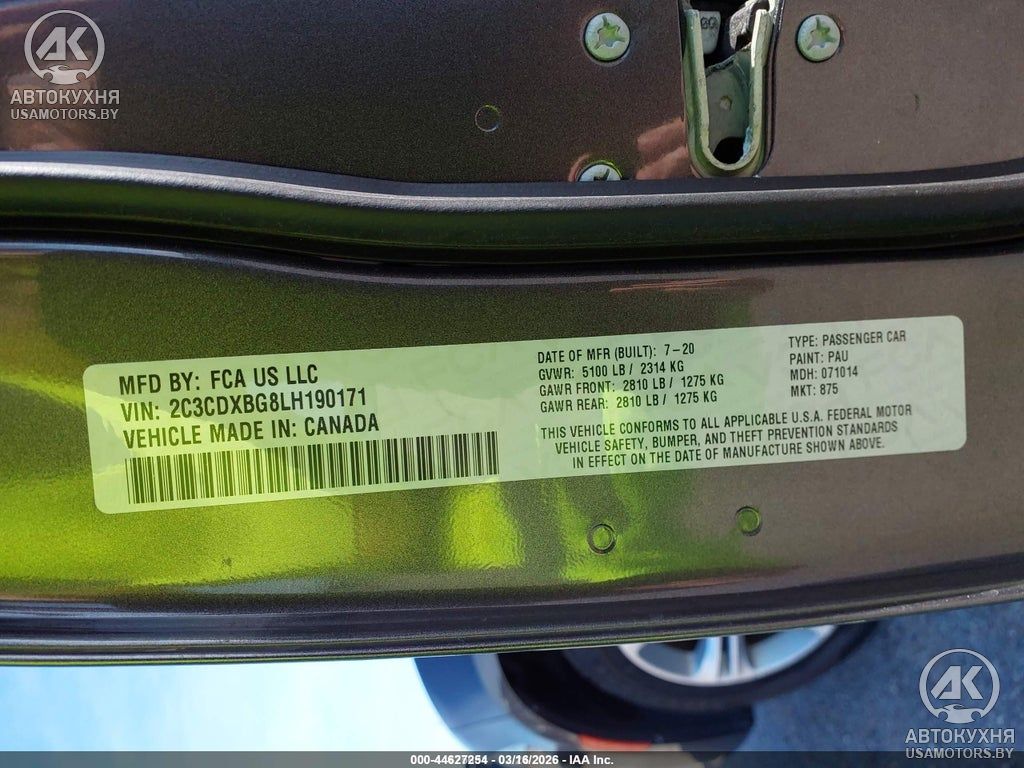 AK
АВТОКУХНЯ
USAMOTORS.BY
MFD BY: FCA US LLC
VIN: 2C3CDXBG8LH190171
VEHICLE MADE IN: CANADA
DATE OF MFR (BUILT): 7-20
GVWR: 5100 LB / 2314 KG
GAWR FRONT: 2810 LB / 1275 KG
GAWR REAR: 2810 LB / 1275 KG
TYPE: PASSENGER CAR
PAINT: PAU
MDH: 071014
MKT: 875
THIS VEHICLE CONFORMS TO ALL APPLICABLE U.S.A. FEDERAL MOTOR
VEHICLE SAFETY, BUMPER, AND THEFT PREVENTION STANDARDS
IN EFFECT ON THE DATE OF MANUFACTURE SHOWN ABOVE.
AK
АВТОКУХНЯ
USAMOTORS.BY
000-44627254 - 03/16/2026 - IAA Inc.